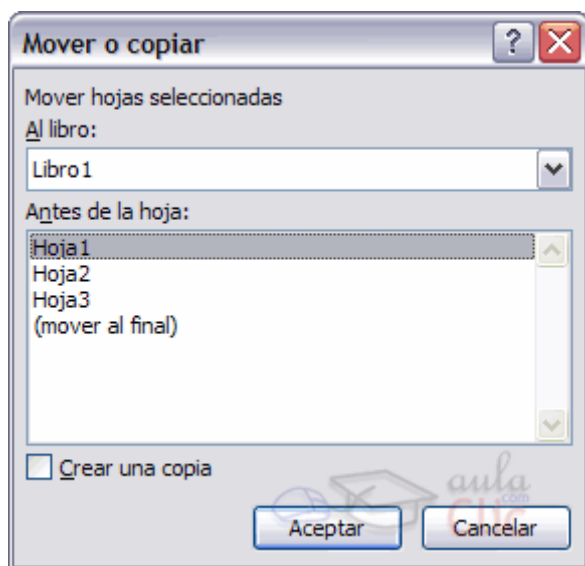 Mover o copiar
?
Mover hojas seleccionadas
Al libro:
Libro1
Antes de la hoja:
Hoja1
Hoja2
Hoja3
(mover al final)
Crear una copia
aula
.com
Clic
Aceptar
Cancelar